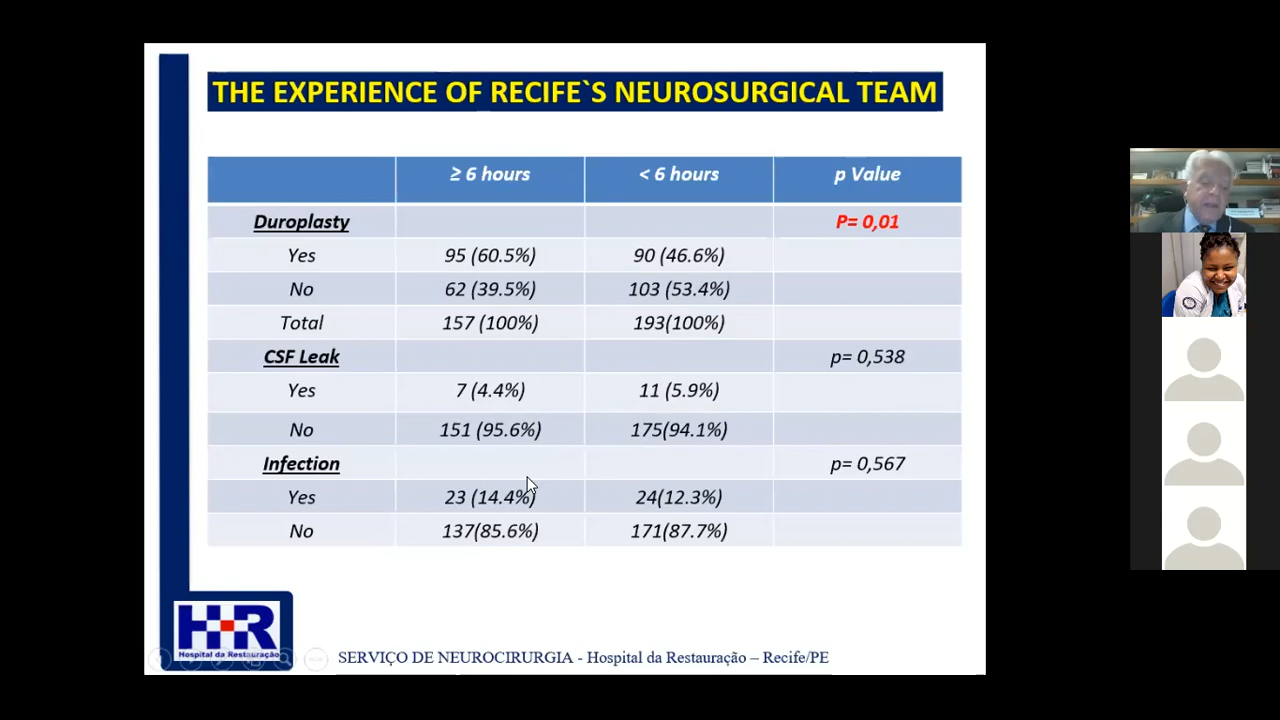 THE EXPERIENCE OF RECIFE`S NEUROSURGICAL TEAM
≥ 6 hours < 6 hours p Value
Duroplasty P= 0,01
Yes 95 (60.5%) 90 (46.6%)
No 62 (39.5%) 103 (53.4%)
Total 157 (100%) 193(100%)
CSF Leak p= 0,538
Yes 7 (4.4%) 11 (5.9%)
No 151 (95.6%) 175(94.1%)
Infection p= 0,567
Yes 23 (14.4%) 24(12.3%)
No 137(85.6%) 171(87.7%)
HR
Hospital da Restauração
SERVIÇO DE NEUROCIRURGIA - Hospital da Restauração – Recife/PE